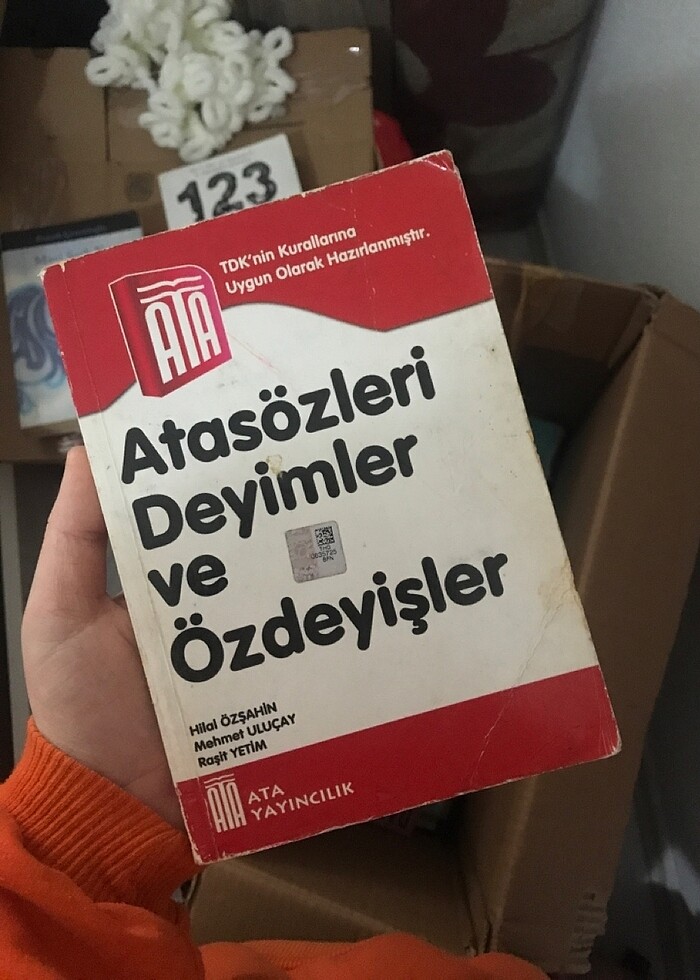 123
TDK'nin Kurallarına
Uygun Olarak Hazırlanmıştır.
ATA
Atasözleri
Deyimler
ve
Özdeyişler
Hilal ÖZŞAHİN
Mehmet ULUÇAY
Raşit YETİM
ATA
ATA
YAYINCILIK